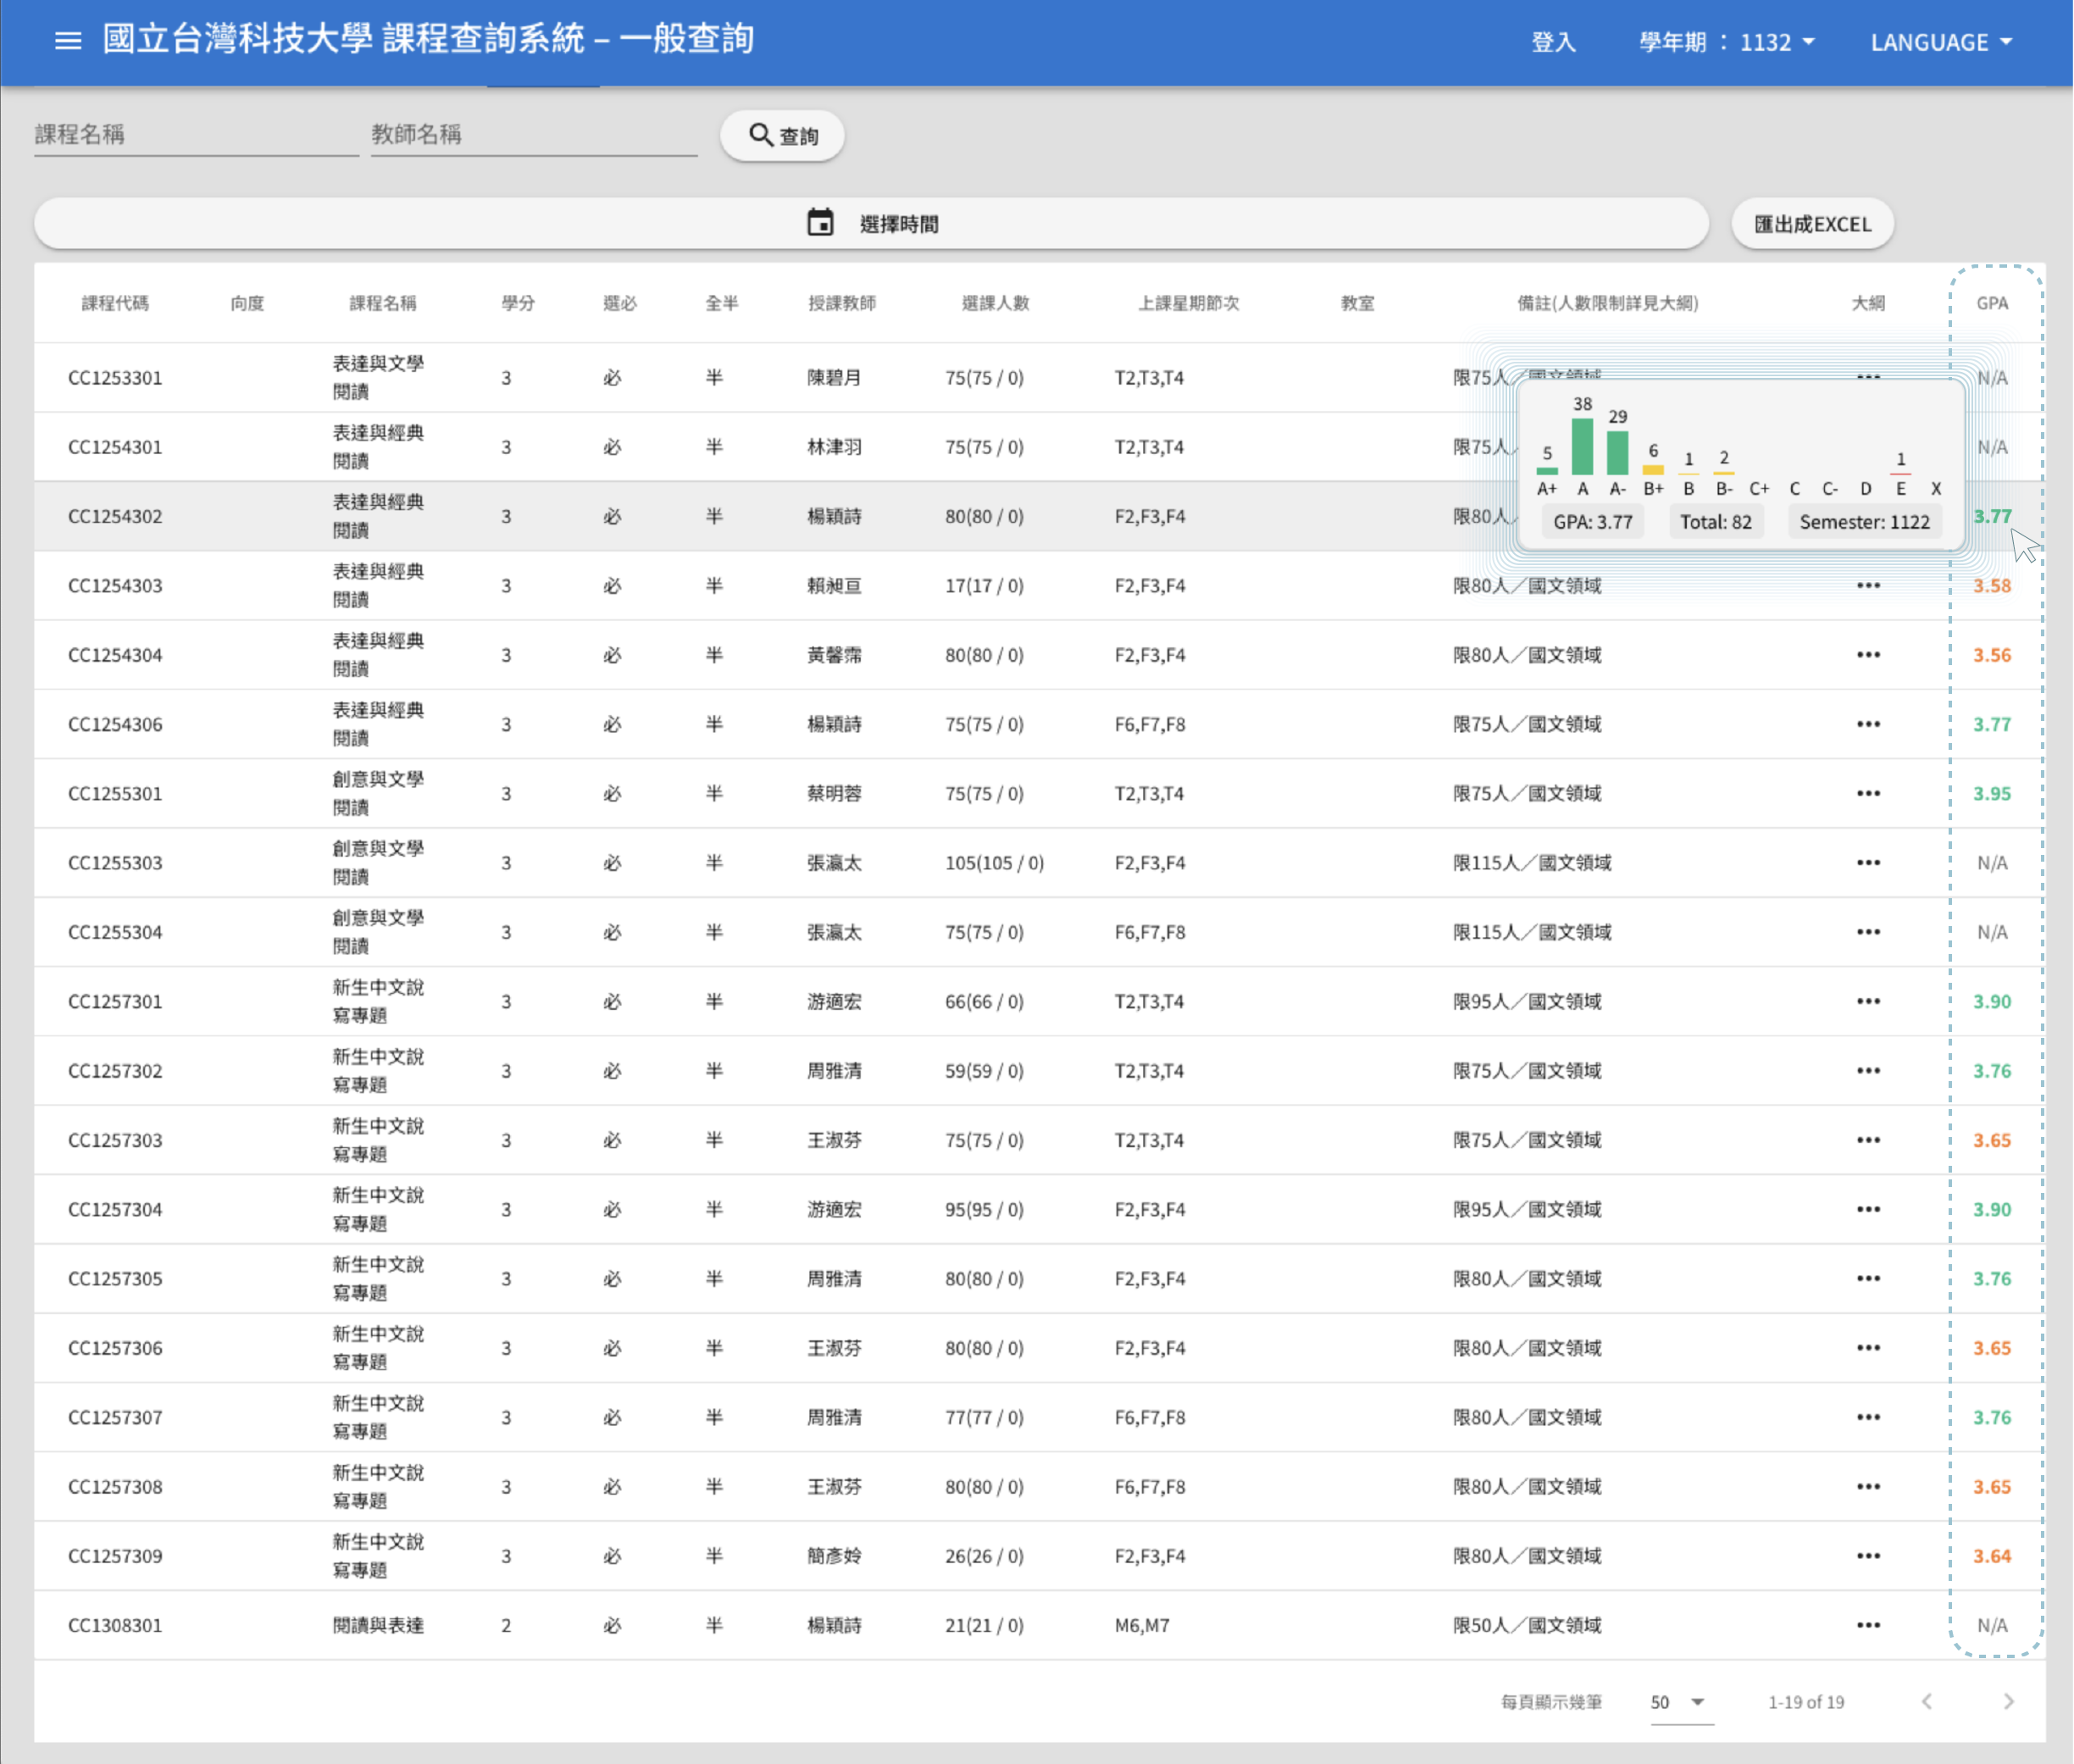 國立台灣科技大學 課程查詢系統 – 一般查詢 登入 學年期 ： 1132 LANGUAGE
課程名稱 教師名稱 查詢
選擇時間 匯出成EXCEL
課程代碼 向度 課程名稱 學分 選必 全半 授課教師 選課人數 上課星期節次 教室 備註(人數限制詳見大綱) 大綱 GPA
CC1253301 表達與文學閱讀 3 必 半 陳碧月 75(75 / 0) T2,T3,T4 限75人／國文領域 ••• N/A
CC1254301 表達與經典閱讀 3 必 半 林津羽 75(75 / 0) T2,T3,T4 限75人／ N/A
38
29
5 6 1 2 1
A+ A A- B+ B B- C+ C C- D E X
GPA: 3.77 Total: 82 Semester: 1122
CC1254302 表達與經典閱讀 3 必 半 楊穎詩 80(80 / 0) F2,F3,F4 限80人／ 3.77
CC1254303 表達與經典閱讀 3 必 半 賴昶亘 17(17 / 0) F2,F3,F4 限80人／國文領域 ••• 3.58
CC1254304 表達與經典閱讀 3 必 半 黃馨霈 80(80 / 0) F2,F3,F4 限80人／國文領域 ••• 3.56
CC1254306 表達與經典閱讀 3 必 半 楊穎詩 75(75 / 0) F6,F7,F8 限75人／國文領域 ••• 3.77
CC1255301 創意與文學閱讀 3 必 半 蔡明蓉 75(75 / 0) T2,T3,T4 限75人／國文領域 ••• 3.95
CC1255303 創意與文學閱讀 3 必 半 張瀛太 105(105 / 0) F2,F3,F4 限115人／國文領域 ••• N/A
CC1255304 創意與文學閱讀 3 必 半 張瀛太 75(75 / 0) F6,F7,F8 限115人／國文領域 ••• N/A
CC1257301 新生中文說寫專題 3 必 半 游適宏 66(66 / 0) T2,T3,T4 限95人／國文領域 ••• 3.90
CC1257302 新生中文說寫專題 3 必 半 周雅清 59(59 / 0) T2,T3,T4 限75人／國文領域 ••• 3.76
CC1257303 新生中文說寫專題 3 必 半 王淑芬 75(75 / 0) T2,T3,T4 限75人／國文領域 ••• 3.65
CC1257304 新生中文說寫專題 3 必 半 游適宏 95(95 / 0) F2,F3,F4 限95人／國文領域 ••• 3.90
CC1257305 新生中文說寫專題 3 必 半 周雅清 80(80 / 0) F2,F3,F4 限80人／國文領域 ••• 3.76
CC1257306 新生中文說寫專題 3 必 半 王淑芬 80(80 / 0) F2,F3,F4 限80人／國文領域 ••• 3.65
CC1257307 新生中文說寫專題 3 必 半 周雅清 77(77 / 0) F6,F7,F8 限80人／國文領域 ••• 3.76
CC1257308 新生中文說寫專題 3 必 半 王淑芬 80(80 / 0) F6,F7,F8 限80人／國文領域 ••• 3.65
CC1257309 新生中文說寫專題 3 必 半 簡彥姈 26(26 / 0) F2,F3,F4 限80人／國文領域 ••• 3.64
CC1308301 閱讀與表達 2 必 半 楊穎詩 21(21 / 0) M6,M7 限50人／國文領域 ••• N/A
每頁顯示幾筆 50 1-19 of 19